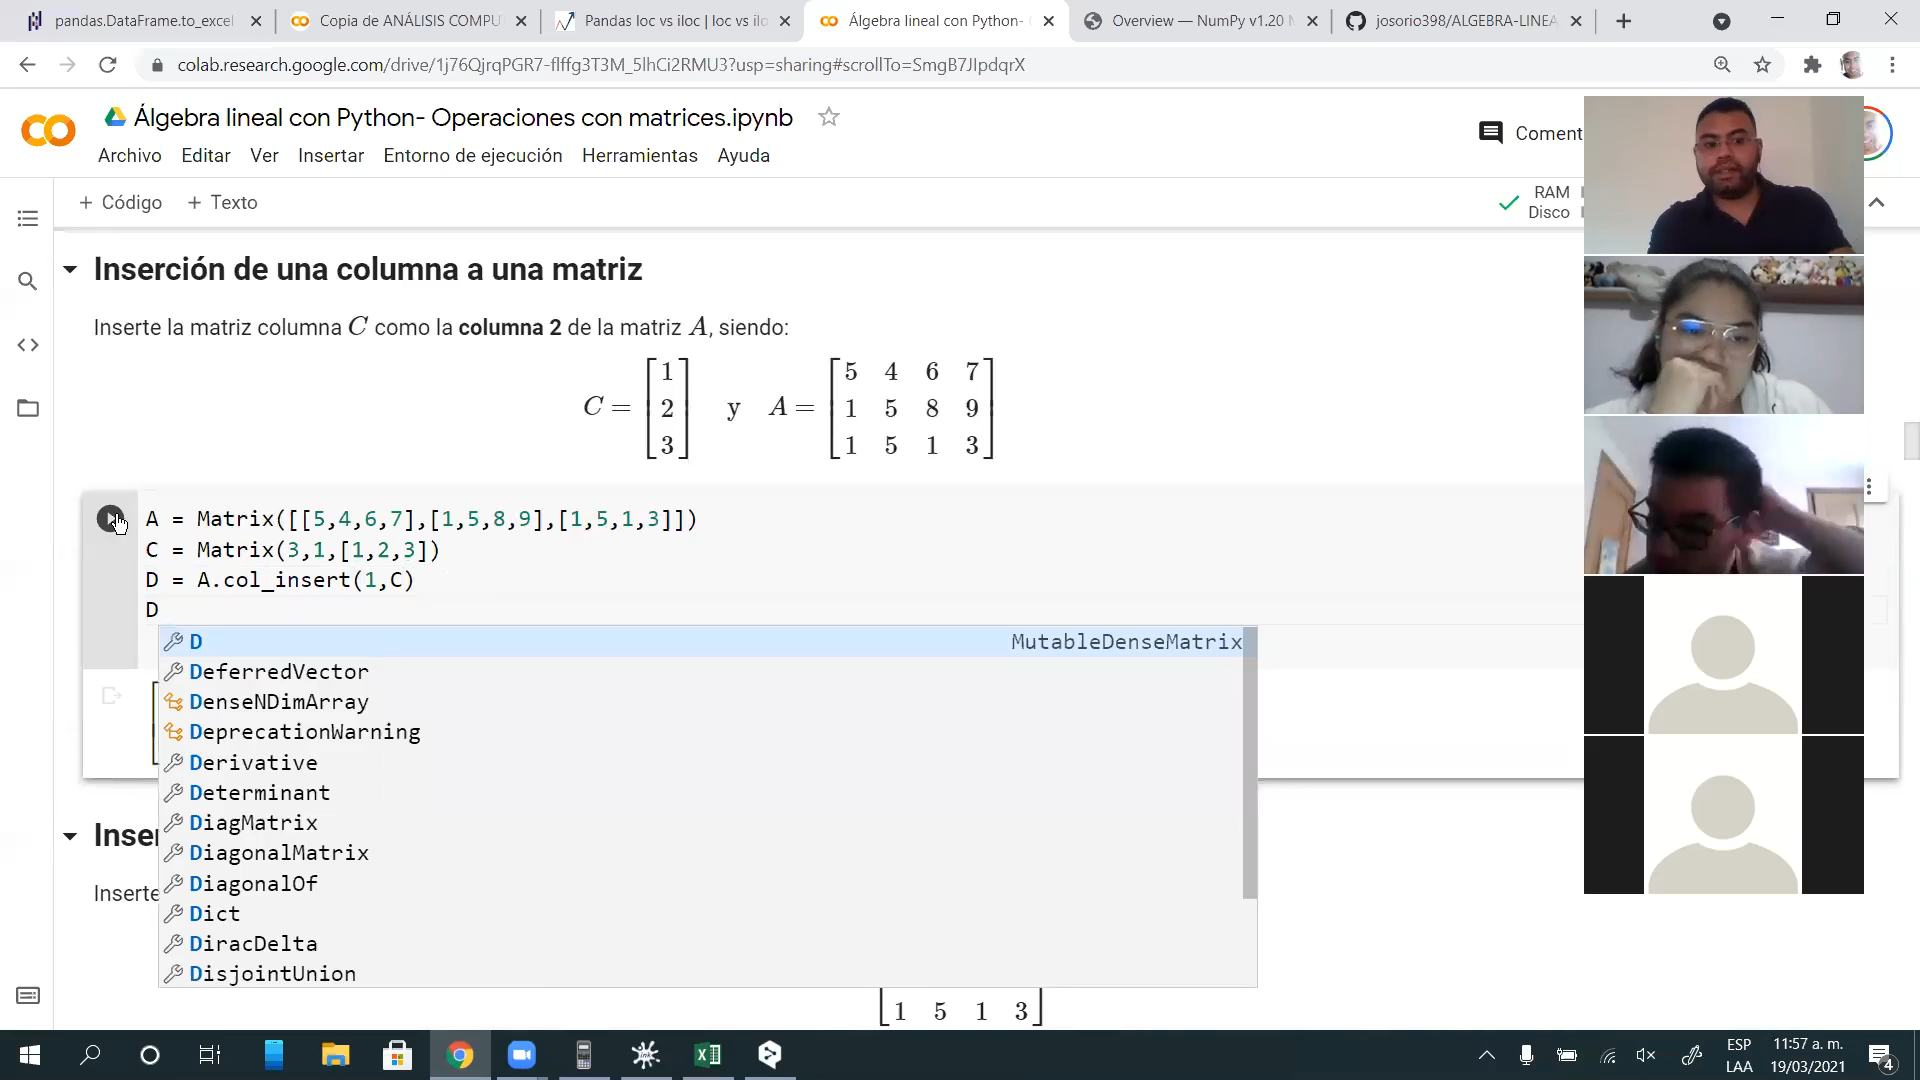 pandas.DataFrame.to_excel
Copia de ANÁLISIS COMPU
Pandas loc vs iloc | loc vs ilo
Álgebra lineal con Python-
Overview — NumPy v1.20
josorio398/ALGEBRA-LINEA
colab.research.google.com/drive/1j76QjrqPGR7-flffg3T3M_5lhCi2RMU3?usp=sharing#scrollTo=SmgB7JIpdqrX
Álgebra lineal con Python- Operaciones con matrices.ipynb
Coment
Archivo Editar Ver Insertar Entorno de ejecución Herramientas Ayuda
+ Código + Texto
RAM
Disco
Inserción de una columna a una matriz
Inserte la matriz columna C como la columna 2 de la matriz A, siendo:
1 5 4 6 7
C = 2 y A = 1 5 8 9
3 1 5 1 3
A = Matrix([[5,4,6,7],[1,5,8,9],[1,5,1,3]])
C = Matrix(3,1,[1,2,3])
D = A.col_insert(1,C)
D
D MutableDenseMatrix
DeferredVector
DenseNDimArray
DeprecationWarning
Derivative
Determinant
DiagMatrix
DiagonalMatrix
DiagonalOf
Dict
DiracDelta
DisjointUnion
Inser
Inserte
1 5 1 3
ESP
LAA
11:57 a. m.
19/03/2021
4